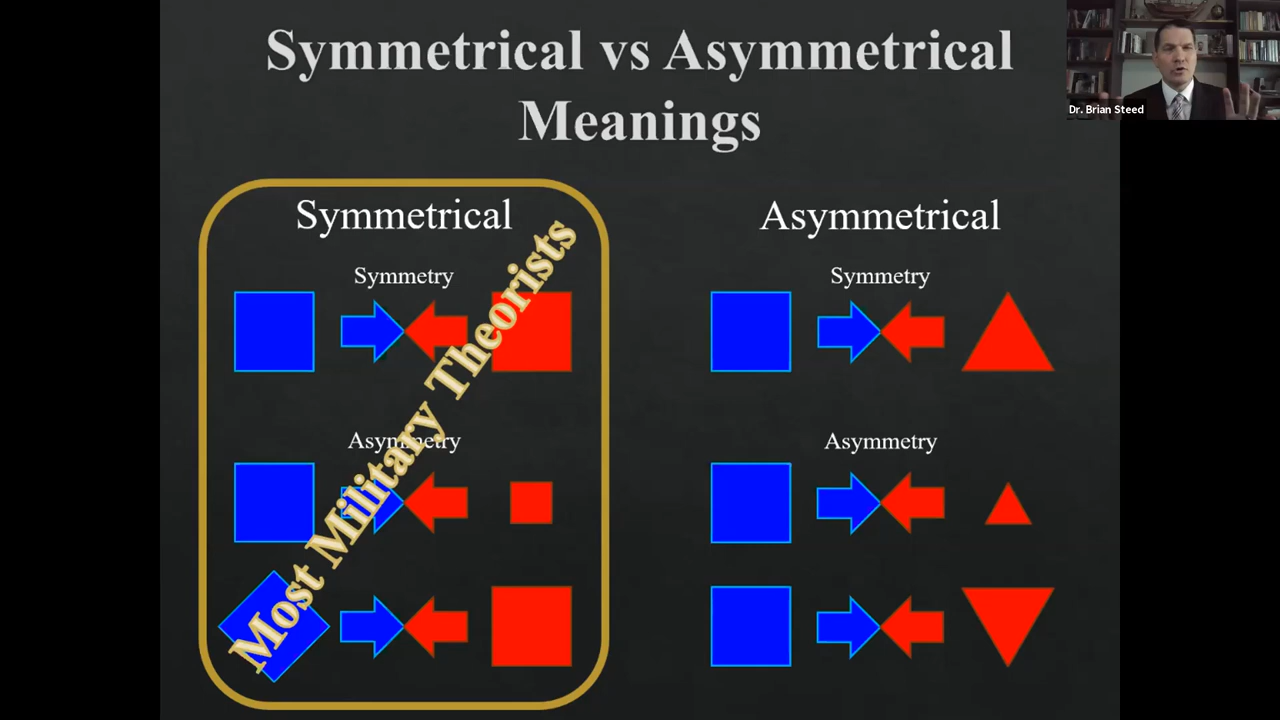 Symmetrical vs Asymmetrical
Meanings
Dr. Brian Steed
Symmetrical
Symmetry
Asymmetry
Most Military Theorists
Asymmetrical
Symmetry
Asymmetry